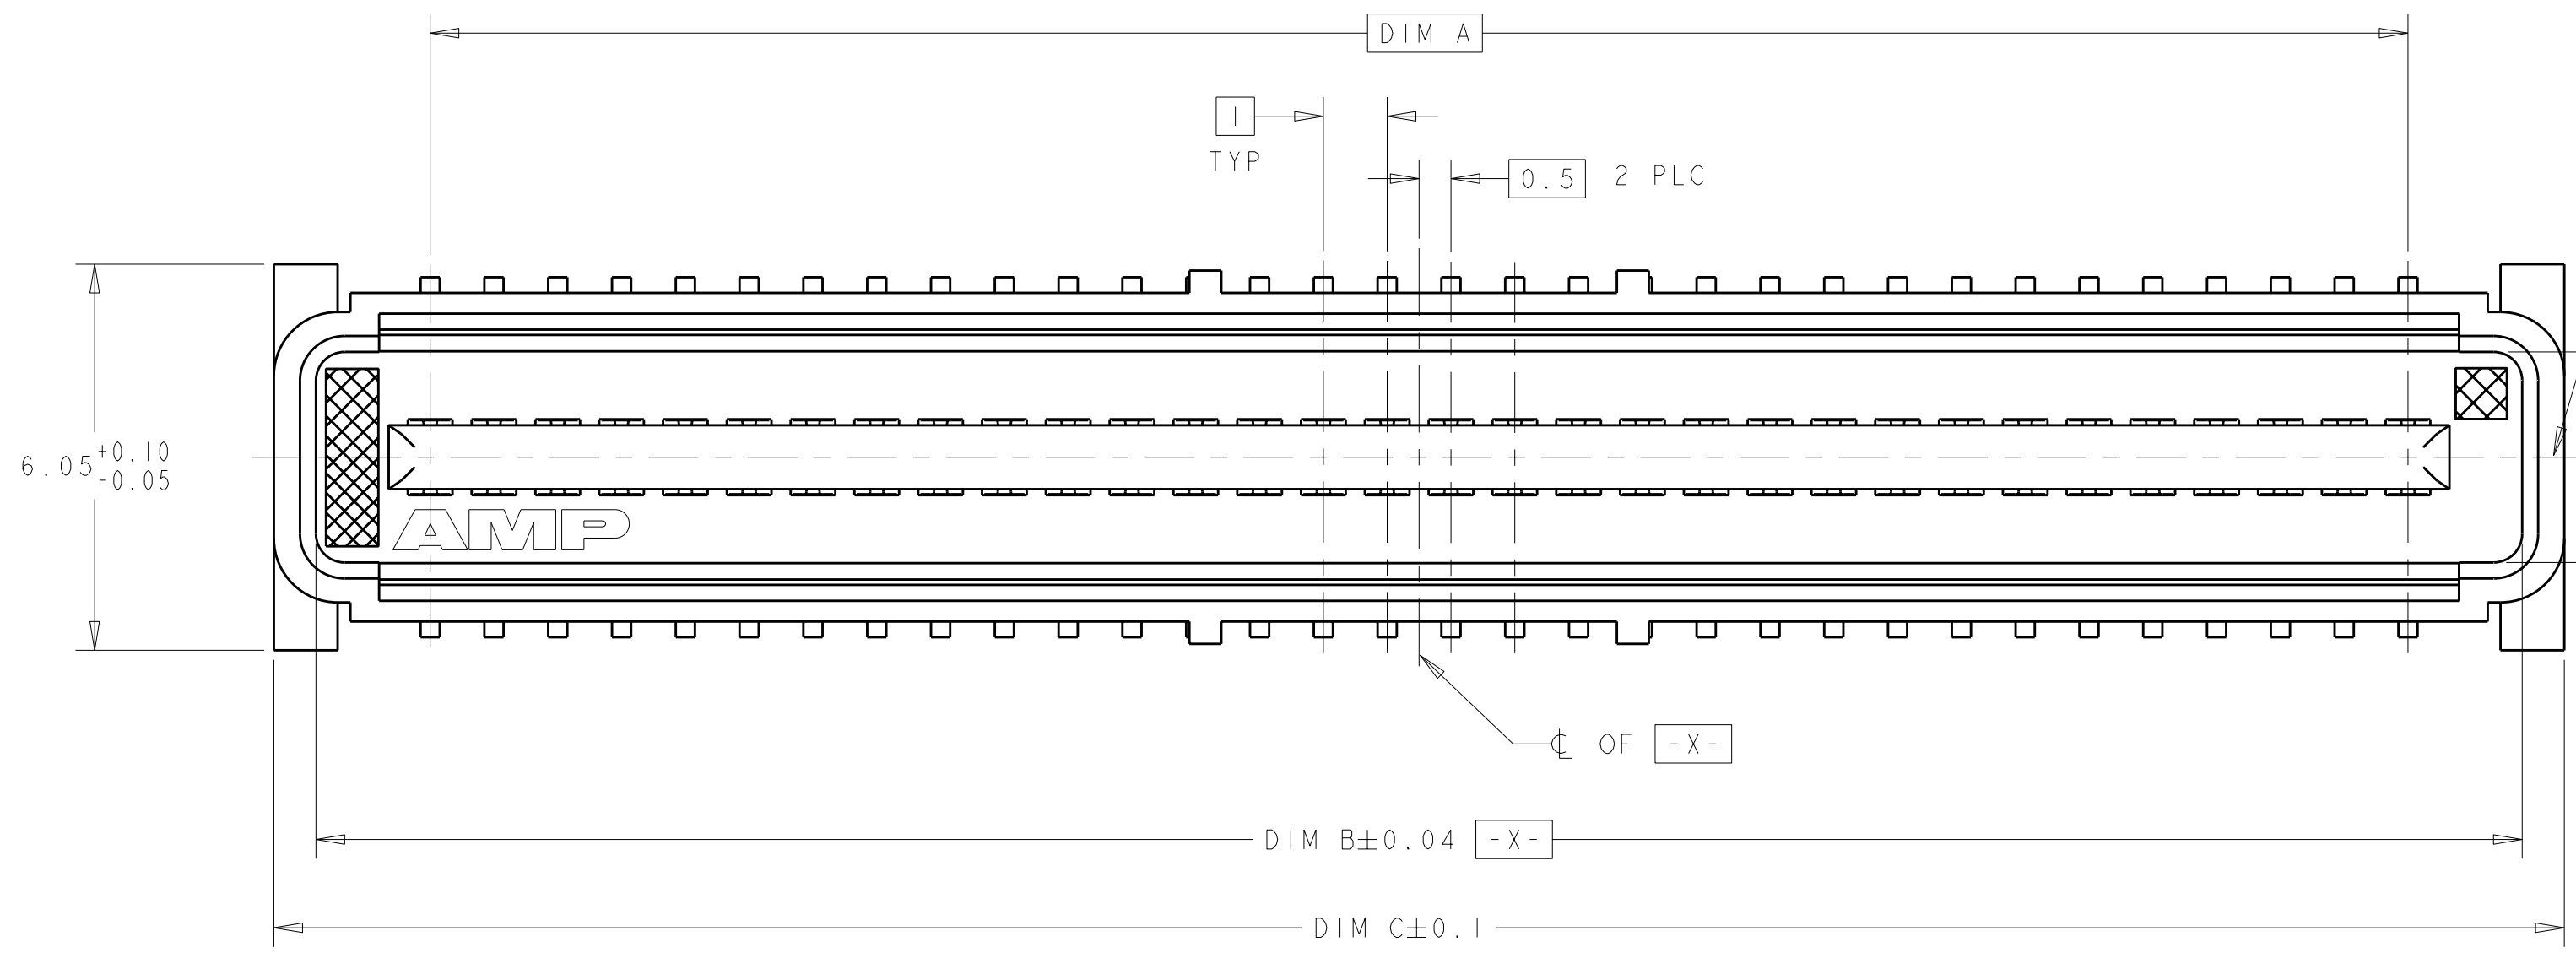 DIM A
1
TYP
0.5 2 PLC
6.05 +0.10
-0.05
AMP
℄ OF -X-
DIM B±0.04 -X-
DIM C±0.1